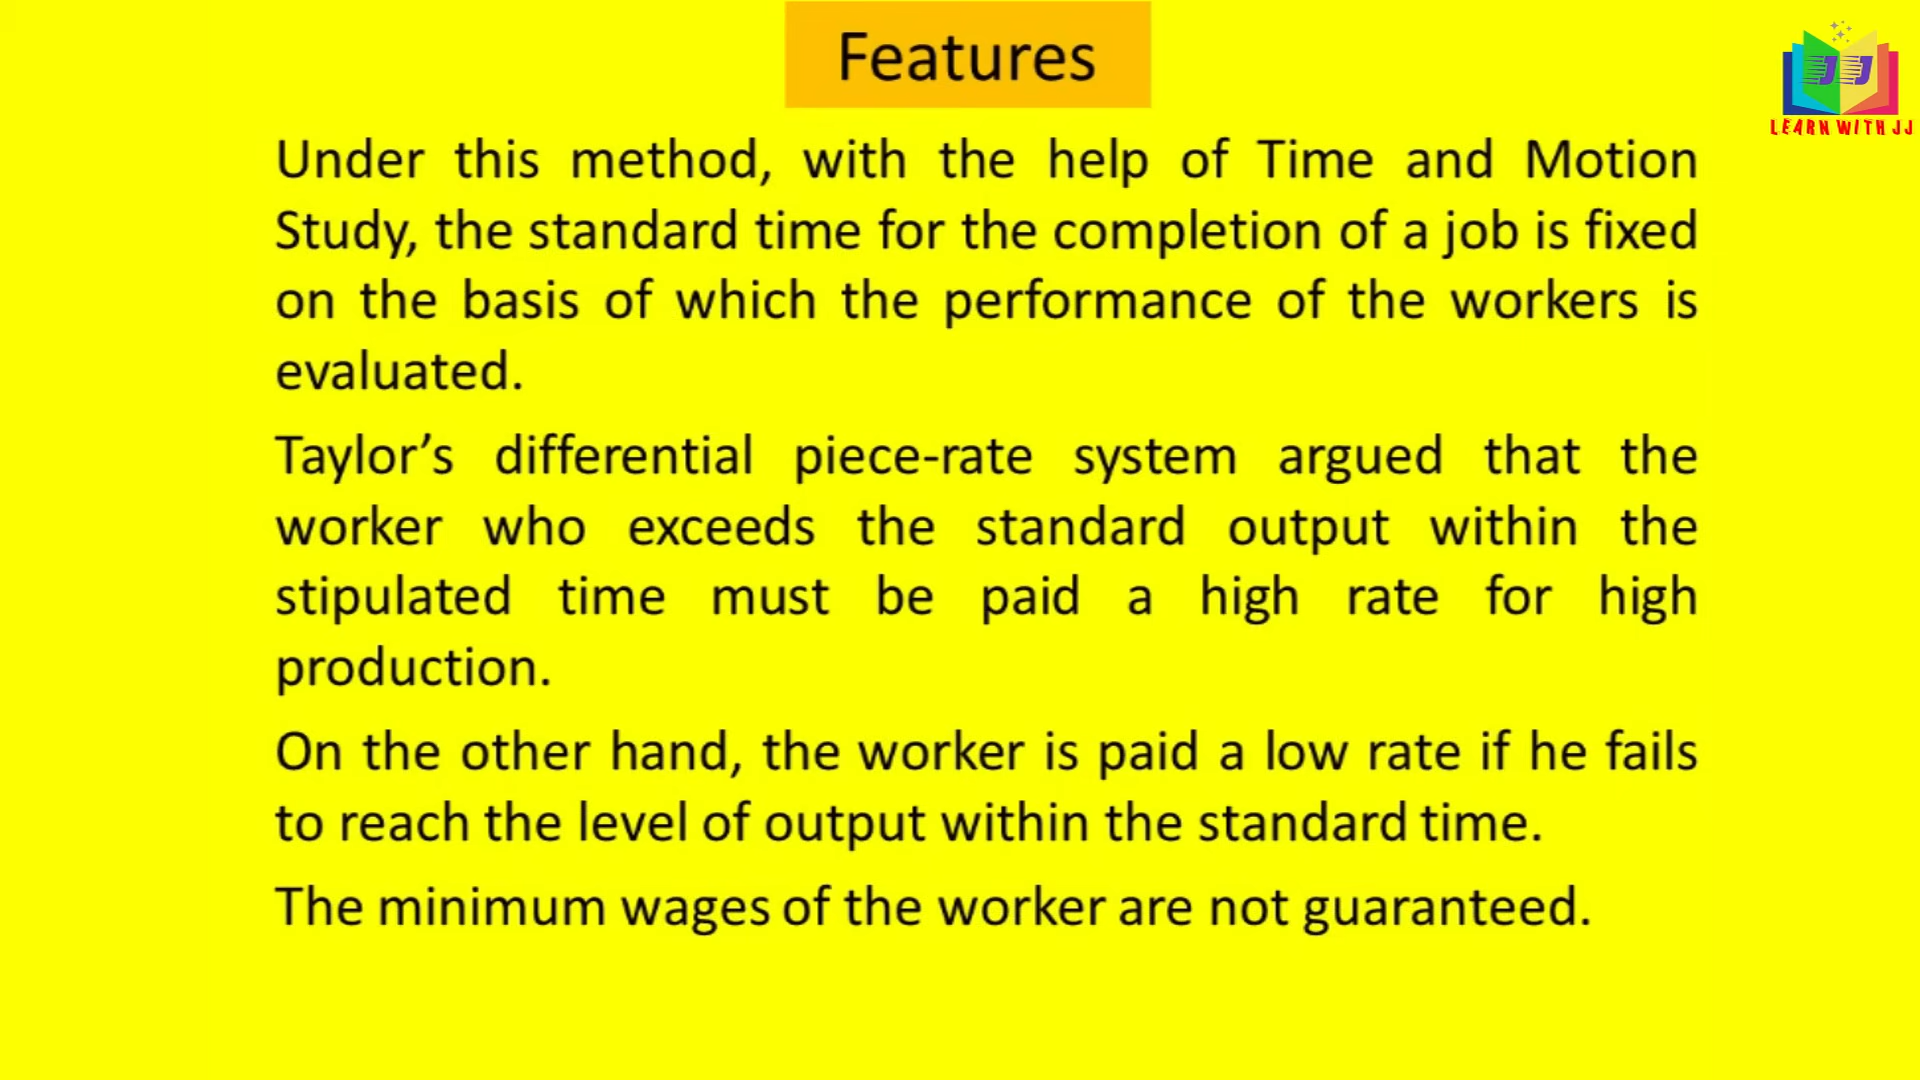 Features
JJ
LEARN WITH JJ
Under this method, with the help of Time and Motion
Study, the standard time for the completion of a job is fixed
on the basis of which the performance of the workers is
evaluated.
Taylor’s differential piece-rate system argued that the
worker who exceeds the standard output within the
stipulated time must be paid a high rate for high
production.
On the other hand, the worker is paid a low rate if he fails
to reach the level of output within the standard time.
The minimum wages of the worker are not guaranteed.